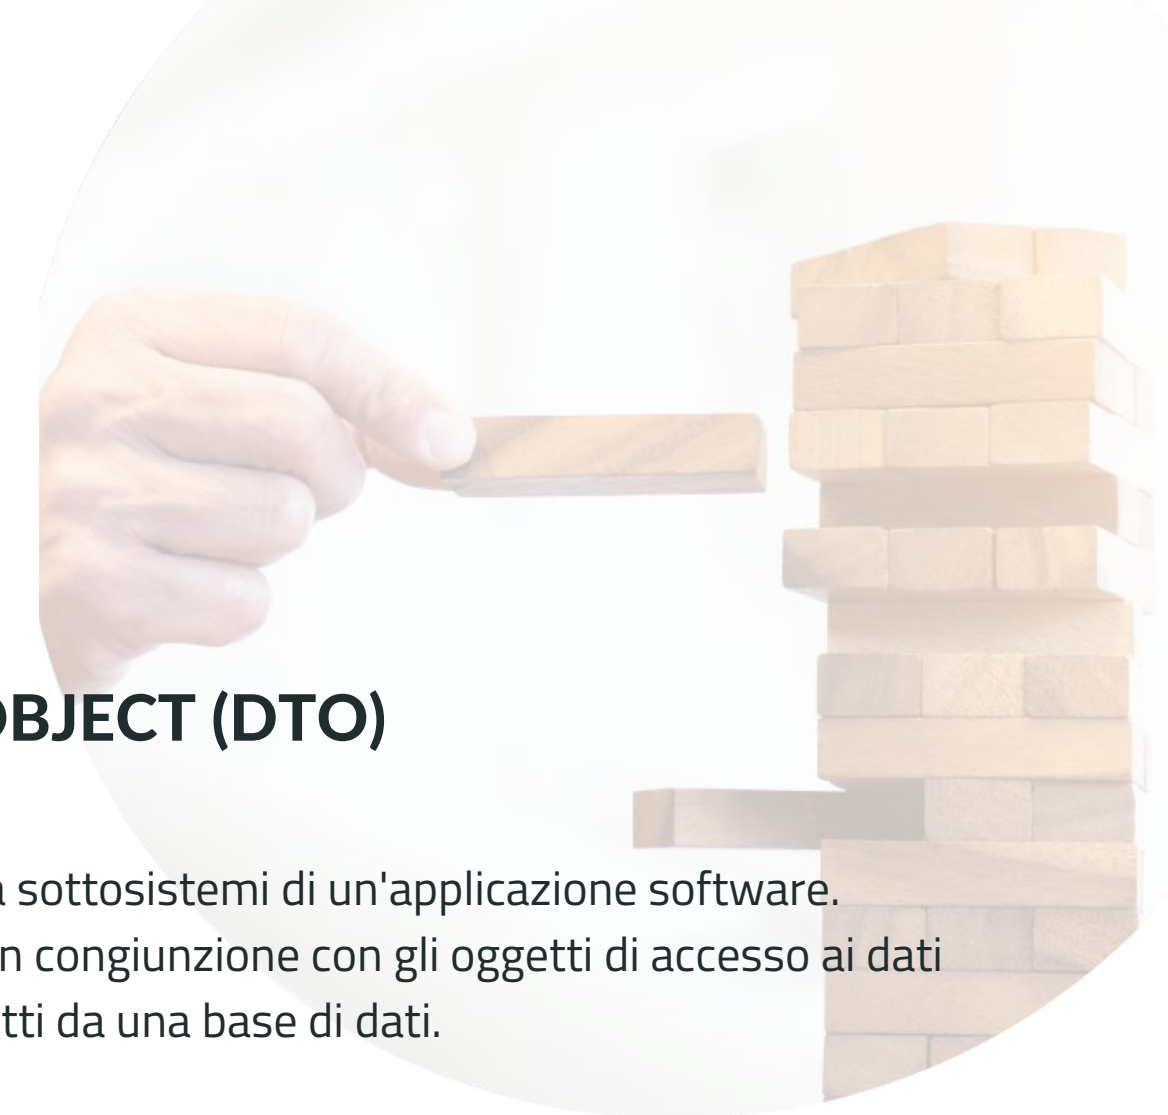 OBJECT (DTO)
sottosistemi di un'applicazione software.
congiunzione con gli oggetti di accesso ai dati
da una base di dati.